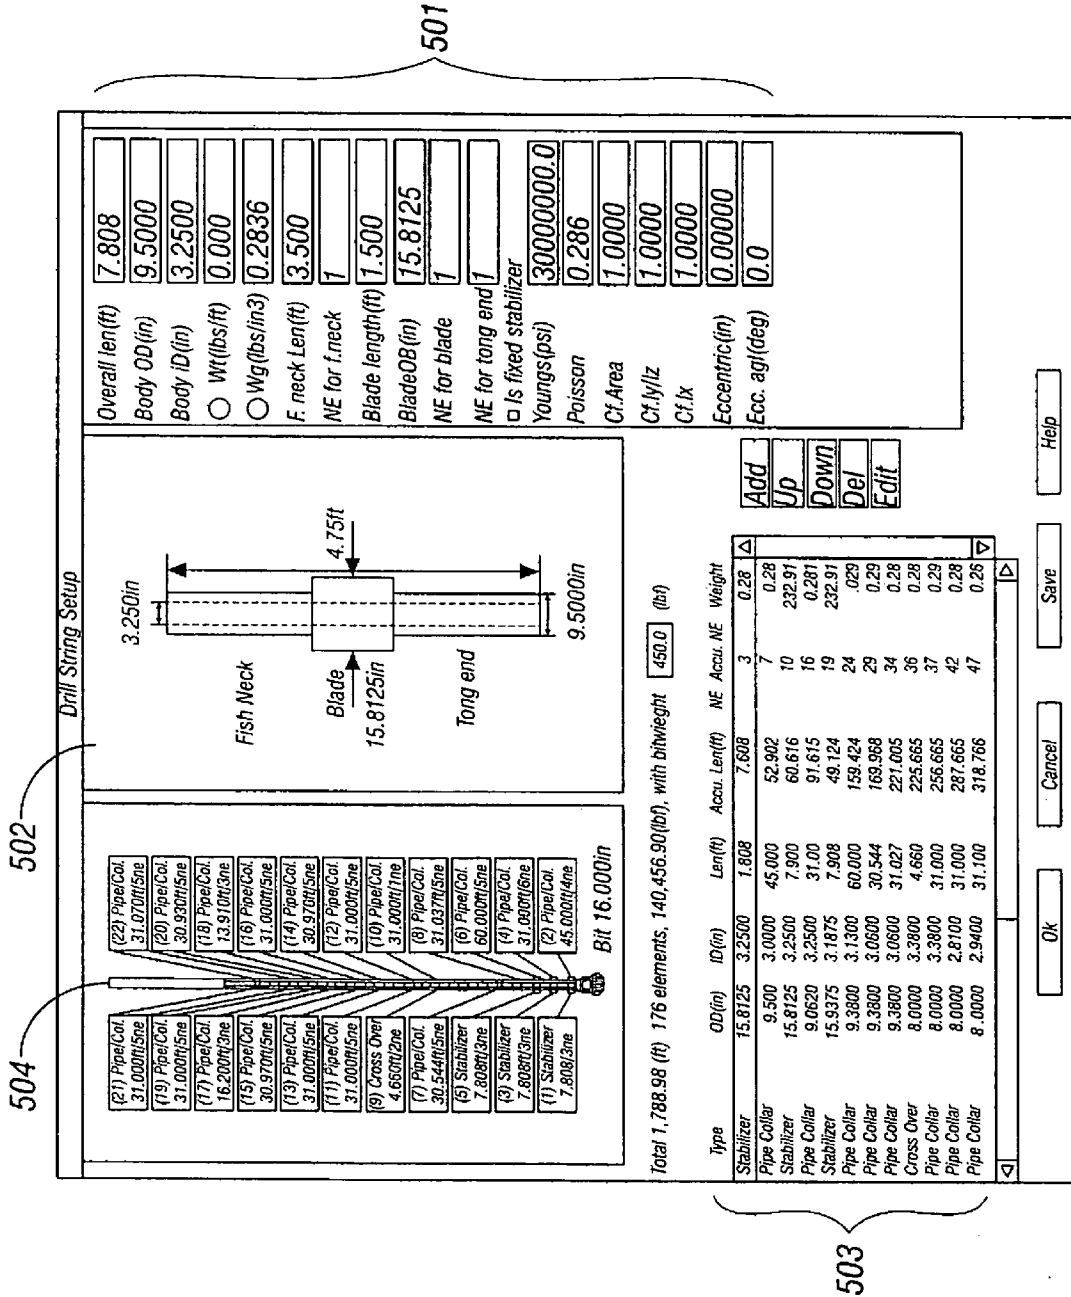 504
502
501
503
Drill String Setup
(21) Pipe/Col.
31.000ft/5ne
(19) Pipe/Col.
31.000ft/5ne
(17) Pipe/Col.
16.200ft/3ne
(15) Pipe/Col.
30.970ft/5ne
(13) Pipe/Col.
31.000ft/5ne
(11) Pipe/Col.
31.000ft/5ne
(9) Cross Over
4.660ft/2ne
(7) Pipe/Col.
30.544ft/5ne
(5) Stabilizer
7.808ft/3ne
(3) Stabilizer
7.808ft/3ne
(1) Stabilizer
7.808/3ne
(22) Pipe/Col.
31.070ft/5ne
(20) Pipe/Col.
30.930ft/5ne
(18) Pipe/Col.
13.910ft/3ne
(16) Pipe/Col.
31.000ft/5ne
(14) Pipe/Col.
30.970ft/5ne
(12) Pipe/Col.
31.000ft/5ne
(10) Pipe/Col.
31.000ft/1ne
(8) Pipe/Col.
31.037ft/5ne
(6) Pipe/Col.
60.000ft/5ne
(4) Pipe/Col.
31.000ft/6ne
(2) Pipe/Col.
45.000ft/4ne
Bit 16.000in
3.250in
Fish Neck
Blade
15.8125in
4.75ft
Tong end
9.5000in
Overall len(ft) 7.808
Body OD(in) 9.5000
Body iD(in) 3.2500
Wt(lbs/ft) 0.000
Wg(lbs/in3) 0.2836
F. neck Len(ft) 3.500
NE for f.neck 1
Blade length(ft) 1.500
BladeOB(in) 15.8125
NE for blade 1
NE for tong end 1
Is fixed stabilizer
Youngs(psi) 30000000.0
Poisson 0.286
Cf.Area 1.0000
Cf.Iy/Iz 1.0000
Cf.Ix 1.0000
Eccentric(in) 0.00000
Ecc. agl(deg) 0.0
Total 1,788.98 (ft) 176 elements, 140,456.90(lbf), with bitwieght 450.0 (lbf)
Type OD(in) ID(in) Len(ft) Accu. Len(ft) NE Accu. NE Weight
Stabilizer 15.8125 3.2500 1.808 7.608 3 0.28
Pipe Collar 9.500 3.0000 45.000 52.902 7 0.28
Stabilizer 15.8125 3.2500 7.900 60.616 10 232.91
Pipe Collar 9.0620 3.2500 31.00 91.615 16 0.281
Stabilizer 15.9375 3.1875 7.908 49.124 19 232.91
Pipe Collar 9.3800 3.1300 60.000 159.424 24 .029
Pipe Collar 9.3800 3.0600 30.544 169.968 29 0.29
Pipe Collar 9.3800 3.0600 31.027 221.005 34 0.28
Cross Over 8.0000 3.3800 4.660 225.665 36 0.28
Pipe Collar 8.0000 3.3800 31.000 256.665 37 0.29
Pipe Collar 8.0000 2.8100 31.000 287.665 42 0.28
Pipe Collar 8.0000 2.9400 31.100 318.766 47 0.26
Add
Up
Down
Del
Edit
Ok
Cancel
Save
Help